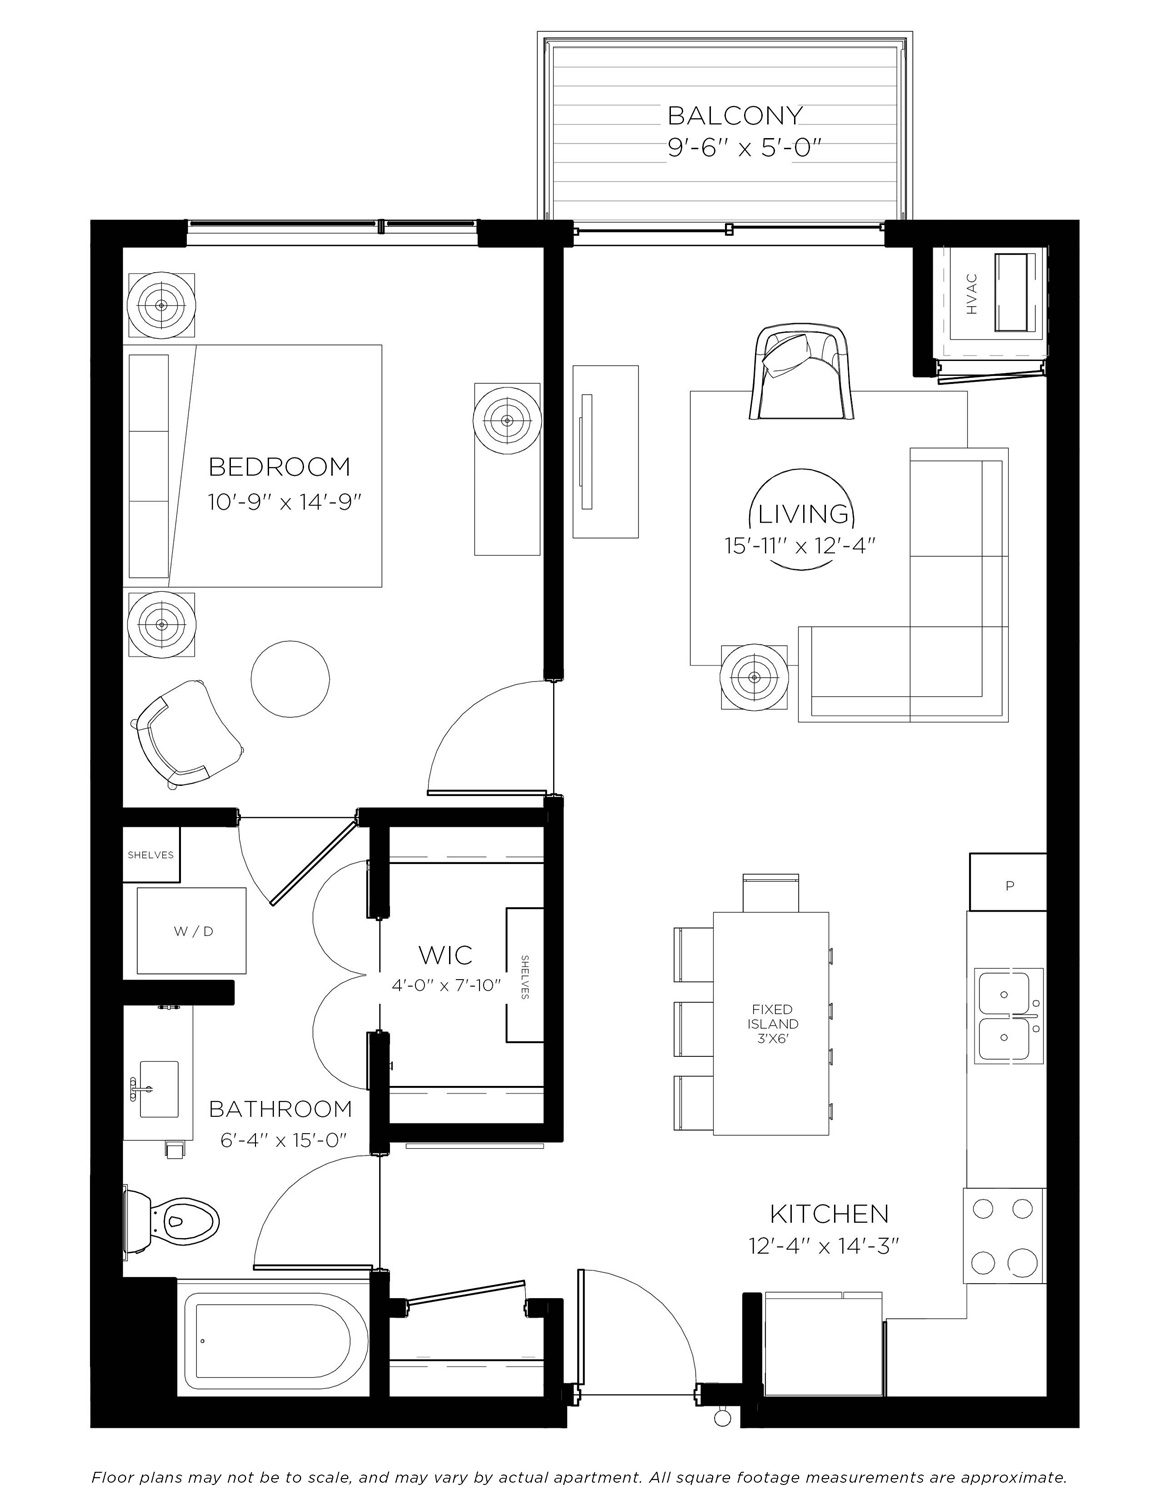 BALCONY
9'-6" x 5'-0"
HVAC
BEDROOM
10'-9" x 14'-9"
LIVING
15'-11" x 12'-4"
SHELVES
W / D
WIC
4'-0" x 7'-10"
SHELVES
P
FIXED
ISLAND
3'X6'
BATHROOM
6'-4" x 15'-0"
KITCHEN
12'-4" x 14'-3"
Floor plans may not be to scale, and may vary by actual apartment. All square footage measurements are approximate.